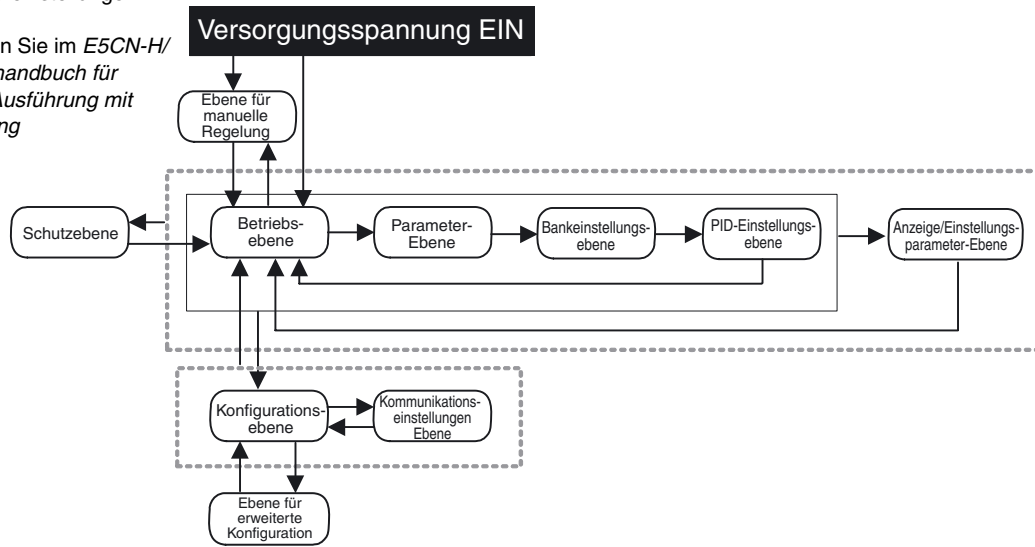 Versorgungsspannung EIN
n Sie im E5CN-H/
andbuch für
Ausführung mit
ng
Ebene für
manuelle
Regelung
Schutzebene
Betriebs-
ebene
Parameter-
Ebene
Bankeinstellungs-
ebene
PID-Einstellungs-
ebene
Anzeige/Einstellungs-
parameter-Ebene
Konfigurations-
ebene
Kommunikations-
einstellungen
Ebene
Ebene für
erweiterte
Konfiguration